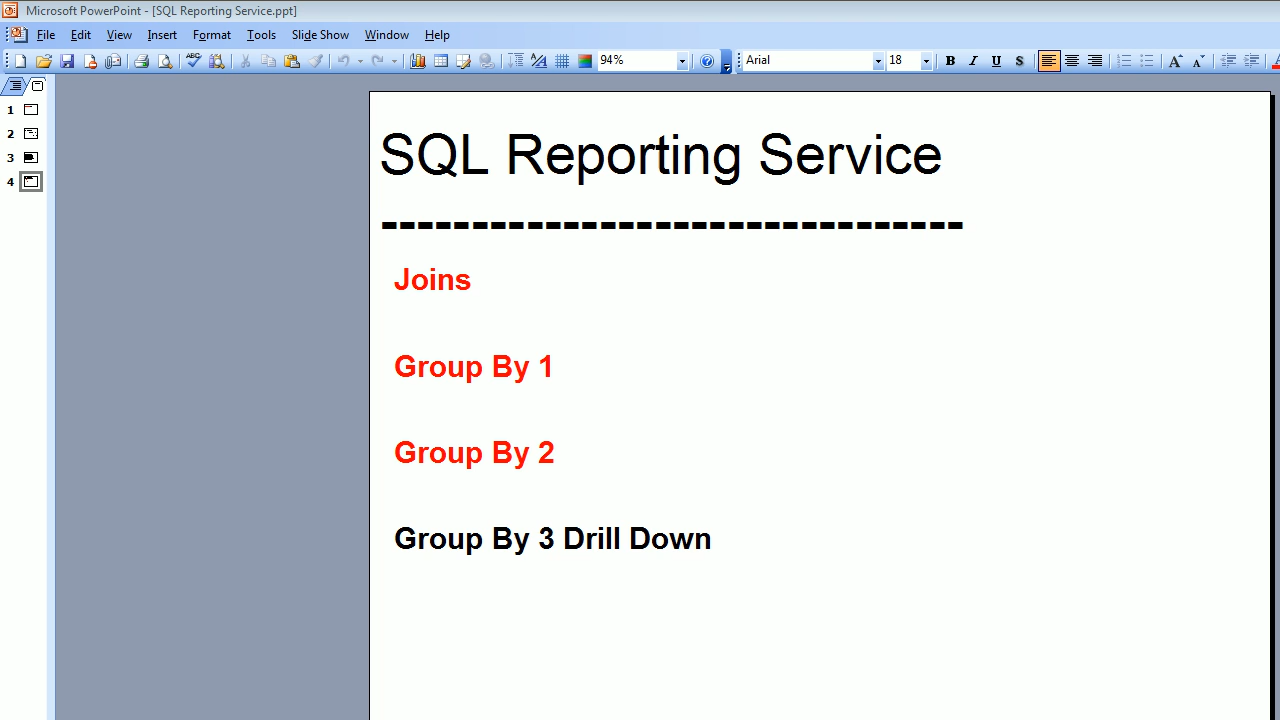 Microsoft PowerPoint - [SQL Reporting Service.ppt]
File Edit View Insert Format Tools Slide Show Window Help
94% Arial 18 B I U S
1
2
3
4
SQL Reporting Service
--------------------------------
Joins
Group By 1
Group By 2
Group By 3 Drill Down